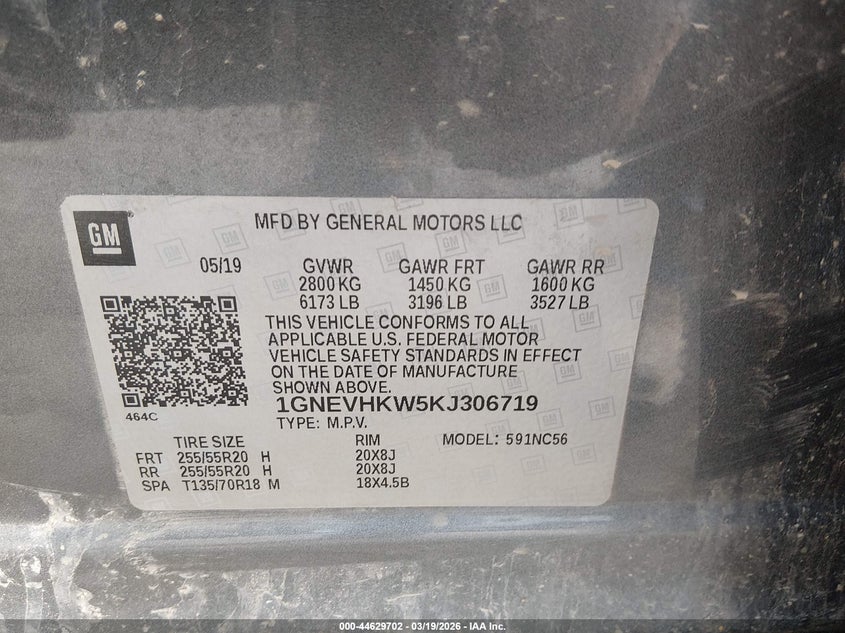 GM
MFD BY GENERAL MOTORS LLC
05/19 GVWR GAWR FRT GAWR RR
2800 KG 1450 KG 1600 KG
6173 LB 3196 LB 3527 LB
THIS VEHICLE CONFORMS TO ALL
APPLICABLE U.S. FEDERAL MOTOR
VEHICLE SAFETY STANDARDS IN EFFECT
ON THE DATE OF MANUFACTURE
SHOWN ABOVE.
464C
1GNEVHKW5KJ306719
TYPE: M.P.V.
TIRE SIZE RIM MODEL: 591NC56
FRT 255/55R20 H 20X8J
RR 255/55R20 H 20X8J
SPA T135/70R18 M 18X4.5B
000-44629702 - 03/19/2026 - IAA Inc.